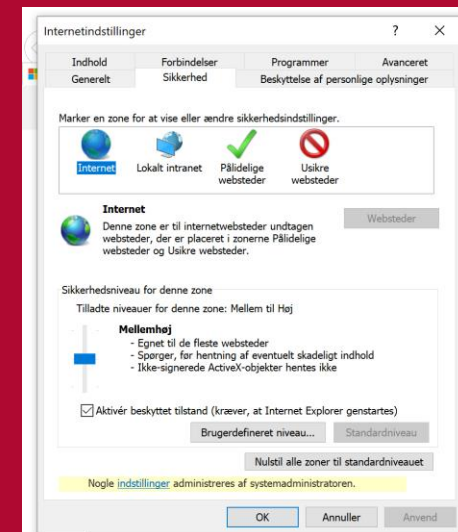 Internetindstillinger
?
Indhold Forbindelser Programmer Avanceret
Generelt Sikkerhed Beskyttelse af personlige oplysninger
Marker en zone for at vise eller ændre sikkerhedsindstillinger.
Internet Lokalt intranet Pålidelige websteder Usikre websteder
Internet
Denne zone er til internetwebsteder undtagen
websteder, der er placeret i zonerne Pålidelige
websteder og Usikre websteder.
Websteder
Sikkerhedsniveau for denne zone
Tilladte niveauer for denne zone: Mellem til Høj
Mellemhøj
- Egnet til de fleste websteder
- Spørger, før hentning af eventuelt skadeligt indhold
- Ikke-signerede ActiveX-objekter hentes ikke
Aktivér beskyttet tilstand (kræver, at Internet Explorer genstartes)
Brugerdefineret niveau... Standardniveau
Nulstil alle zoner til standardniveauet
Nogle indstillinger administreres af systemadministratoren.
OK Annuller Anvend